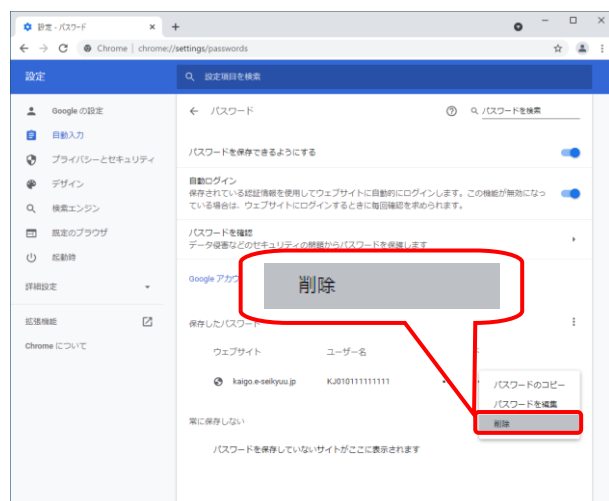 設定 - パスワード
Chrome | chrome://settings/passwords
設定
設定項目を検索
Google の設定
自動入力
プライバシーとセキュリティ
デザイン
検索エンジン
既定のブラウザ
起動時
詳細設定
拡張機能
Chrome について
パスワード
パスワードを検索
パスワードを保存できるようにする
自動ログイン
保存されている認証情報を使用してウェブサイトに自動的にログインします。この機能が無効になっ
ている場合は、ウェブサイトにログインするときに毎回確認を求められます。
パスワードを確認
データ侵害などのセキュリティの問題からパスワードを保護します
Google アカウ
削除
保存したパスワード
ウェブサイト
ユーザー名
kaigo.e-seikyuu.jp
KJ010111111111
パスワードのコピー
パスワードを編集
削除
常に保存しない
パスワードを保存していないサイトがここに表示されます